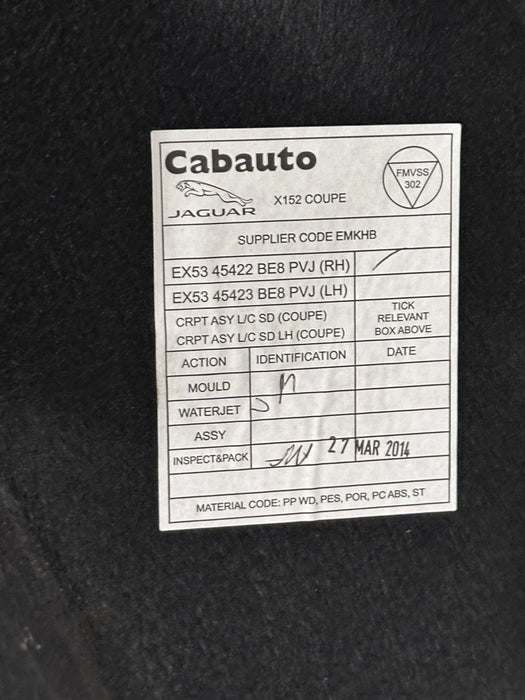 Cabauto
JAGUAR
X152 COUPE
FMVSS
302
SUPPLIER CODE EMKHB
EX53 45422 BE8 PVJ (RH)
EX53 45423 BE8 PVJ (LH)
CRPT ASY L/C SD (COUPE)
CRPT ASY L/C SD LH (COUPE)
TICK
RELEVANT
BOX ABOVE
ACTION IDENTIFICATION DATE
MOULD
WATERJET
ASSY
INSPECT&PACK 27 MAR 2014
MATERIAL CODE: PP WD, PES, POR, PC ABS, ST